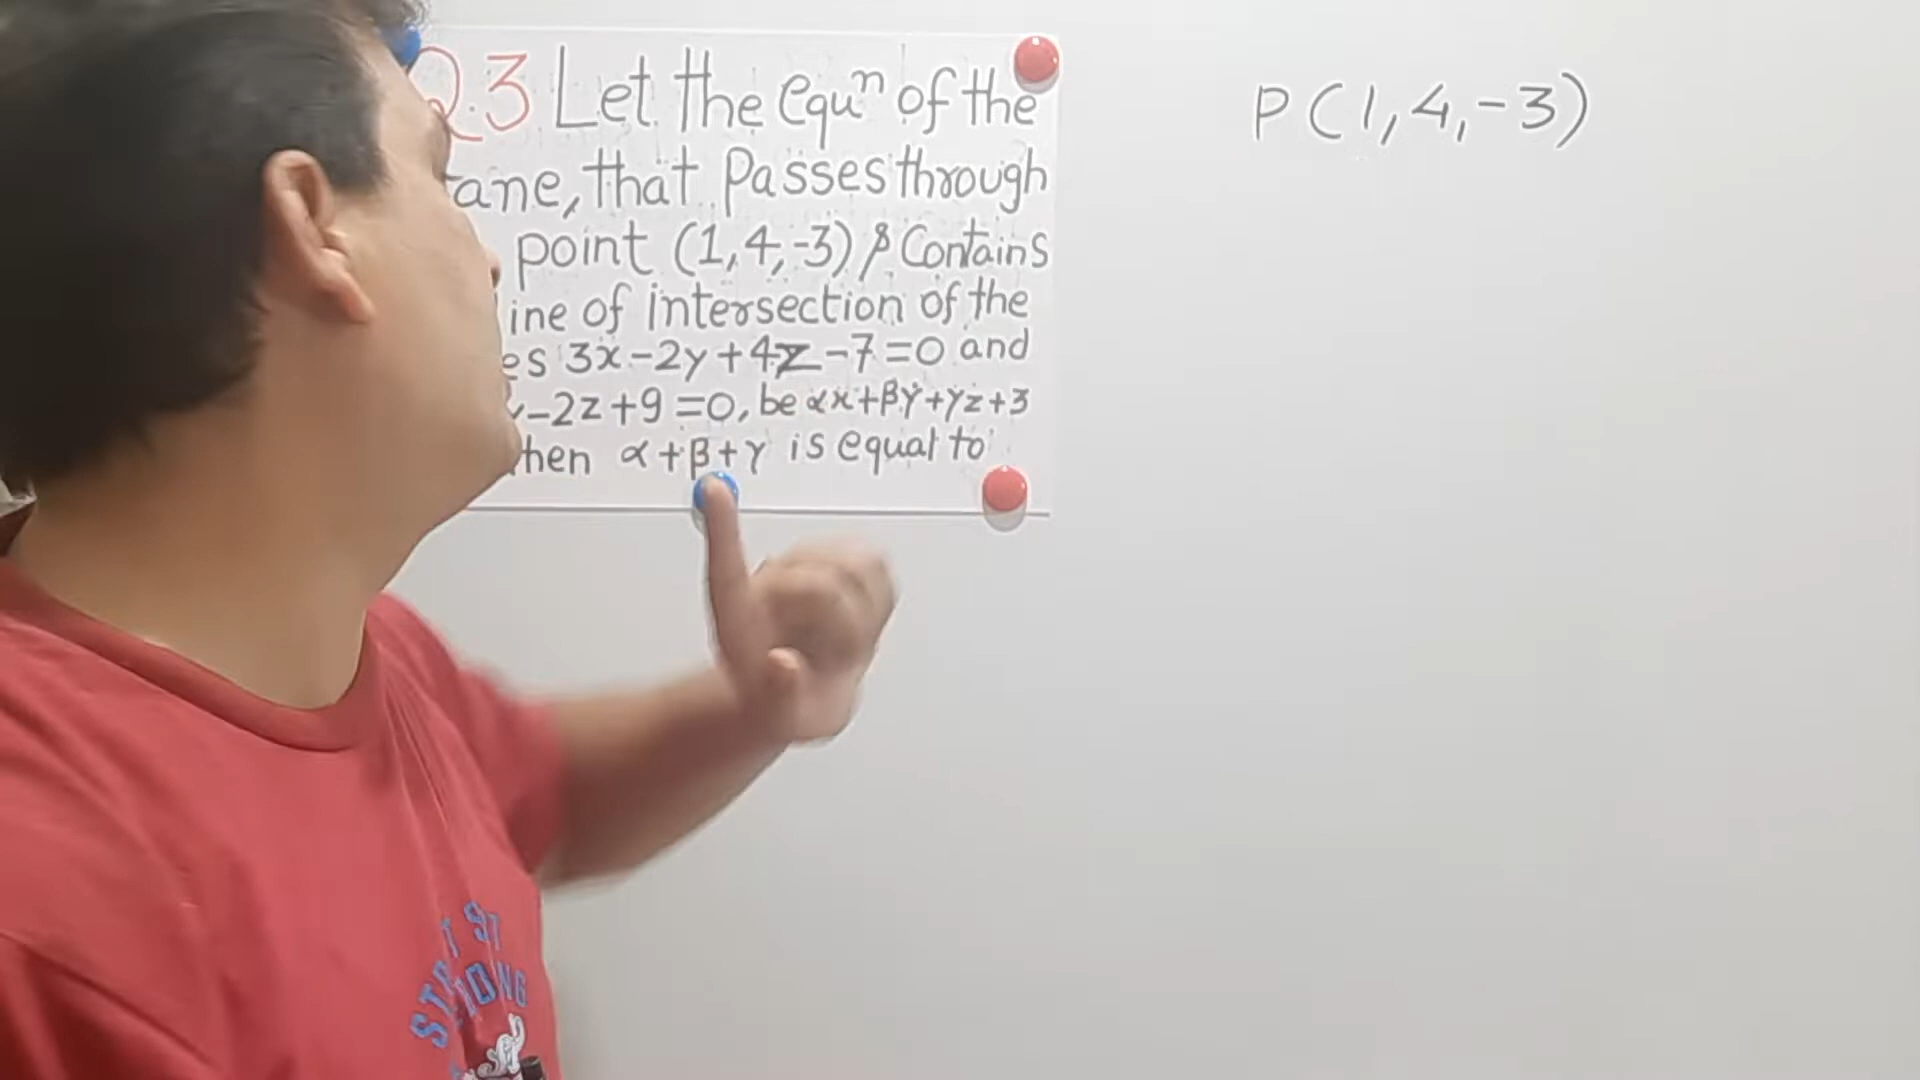 Q.3 Let the equⁿ of the
ane, that passes through
point (1,4,-3) & Contains
ine of intersection of the
es 3x-2y+4z-7=0 and
-2z+9=0, be αx+βy+γz+3
hen α+β+γ is equal to
P(1,4,-3)
STRONG